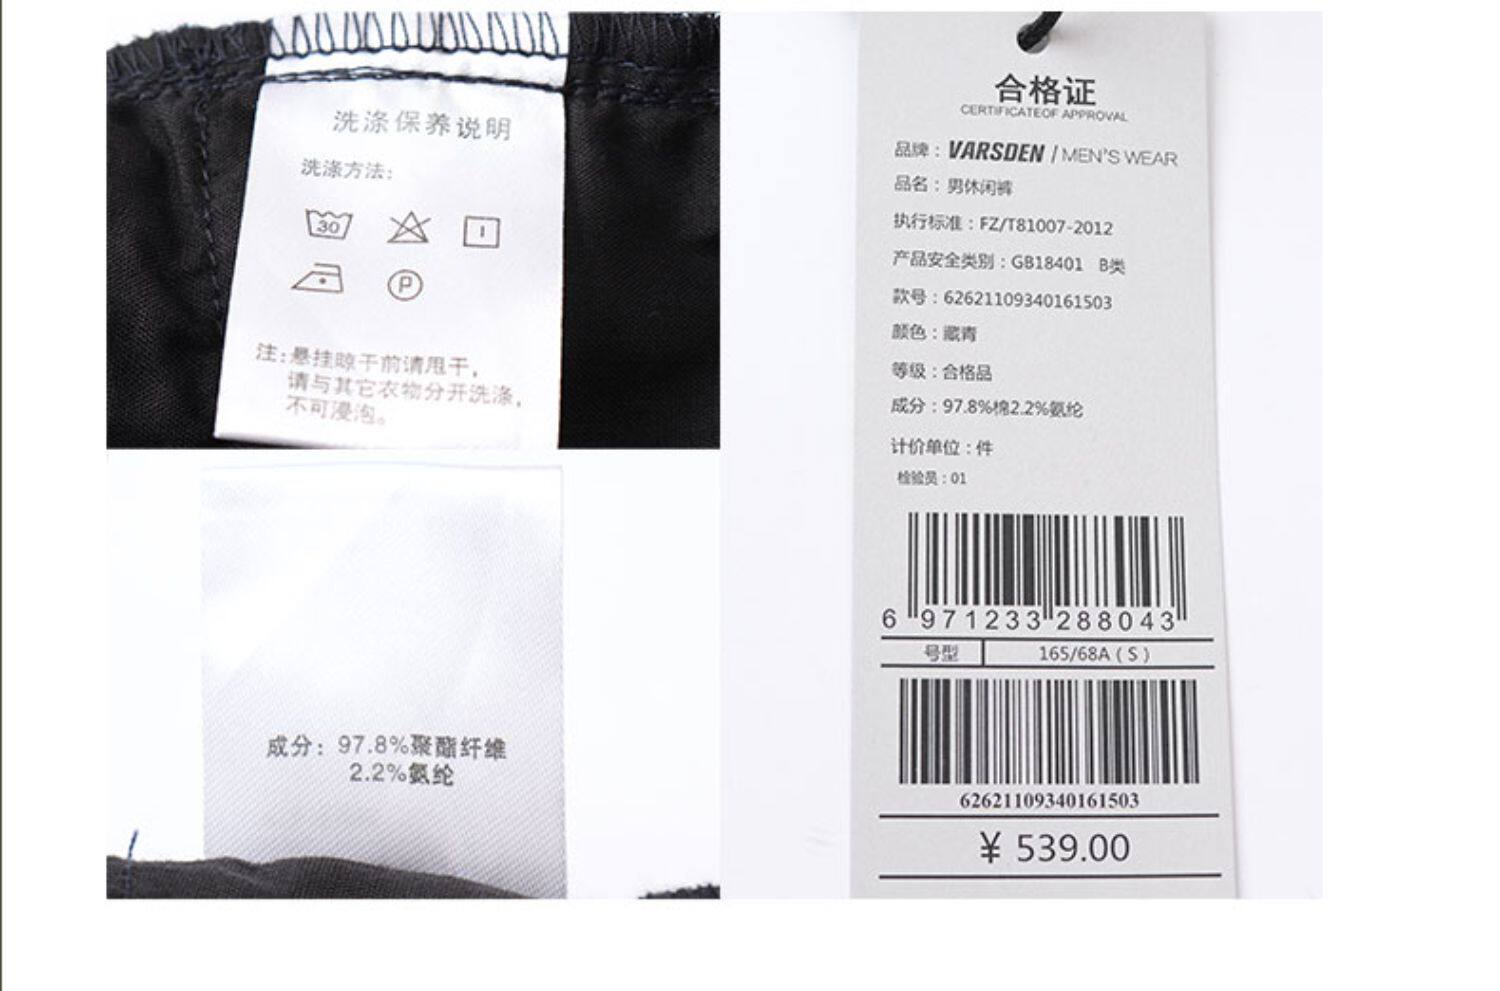 洗涤保养说明
洗涤方法:
30
P
注:悬挂晾干前请甩干,
请与其它衣物分开洗涤,
不可浸泡。
成分: 97.8%聚酯纤维
2.2%氨纶
合格证
CERTIFICATEOF APPROVAL
品牌：VARSDEN / MEN'S WEAR
品名：男休闲裤
执行标准：FZ/T81007-2012
产品安全类别：GB18401 B类
款号：62621109340161503
颜色：藏青
等级：合格品
成分：97.8%棉2.2%氨纶
计价单位：件
检验员：01
6 971233 288043
号型 165/68A（S）
62621109340161503
¥ 539.00